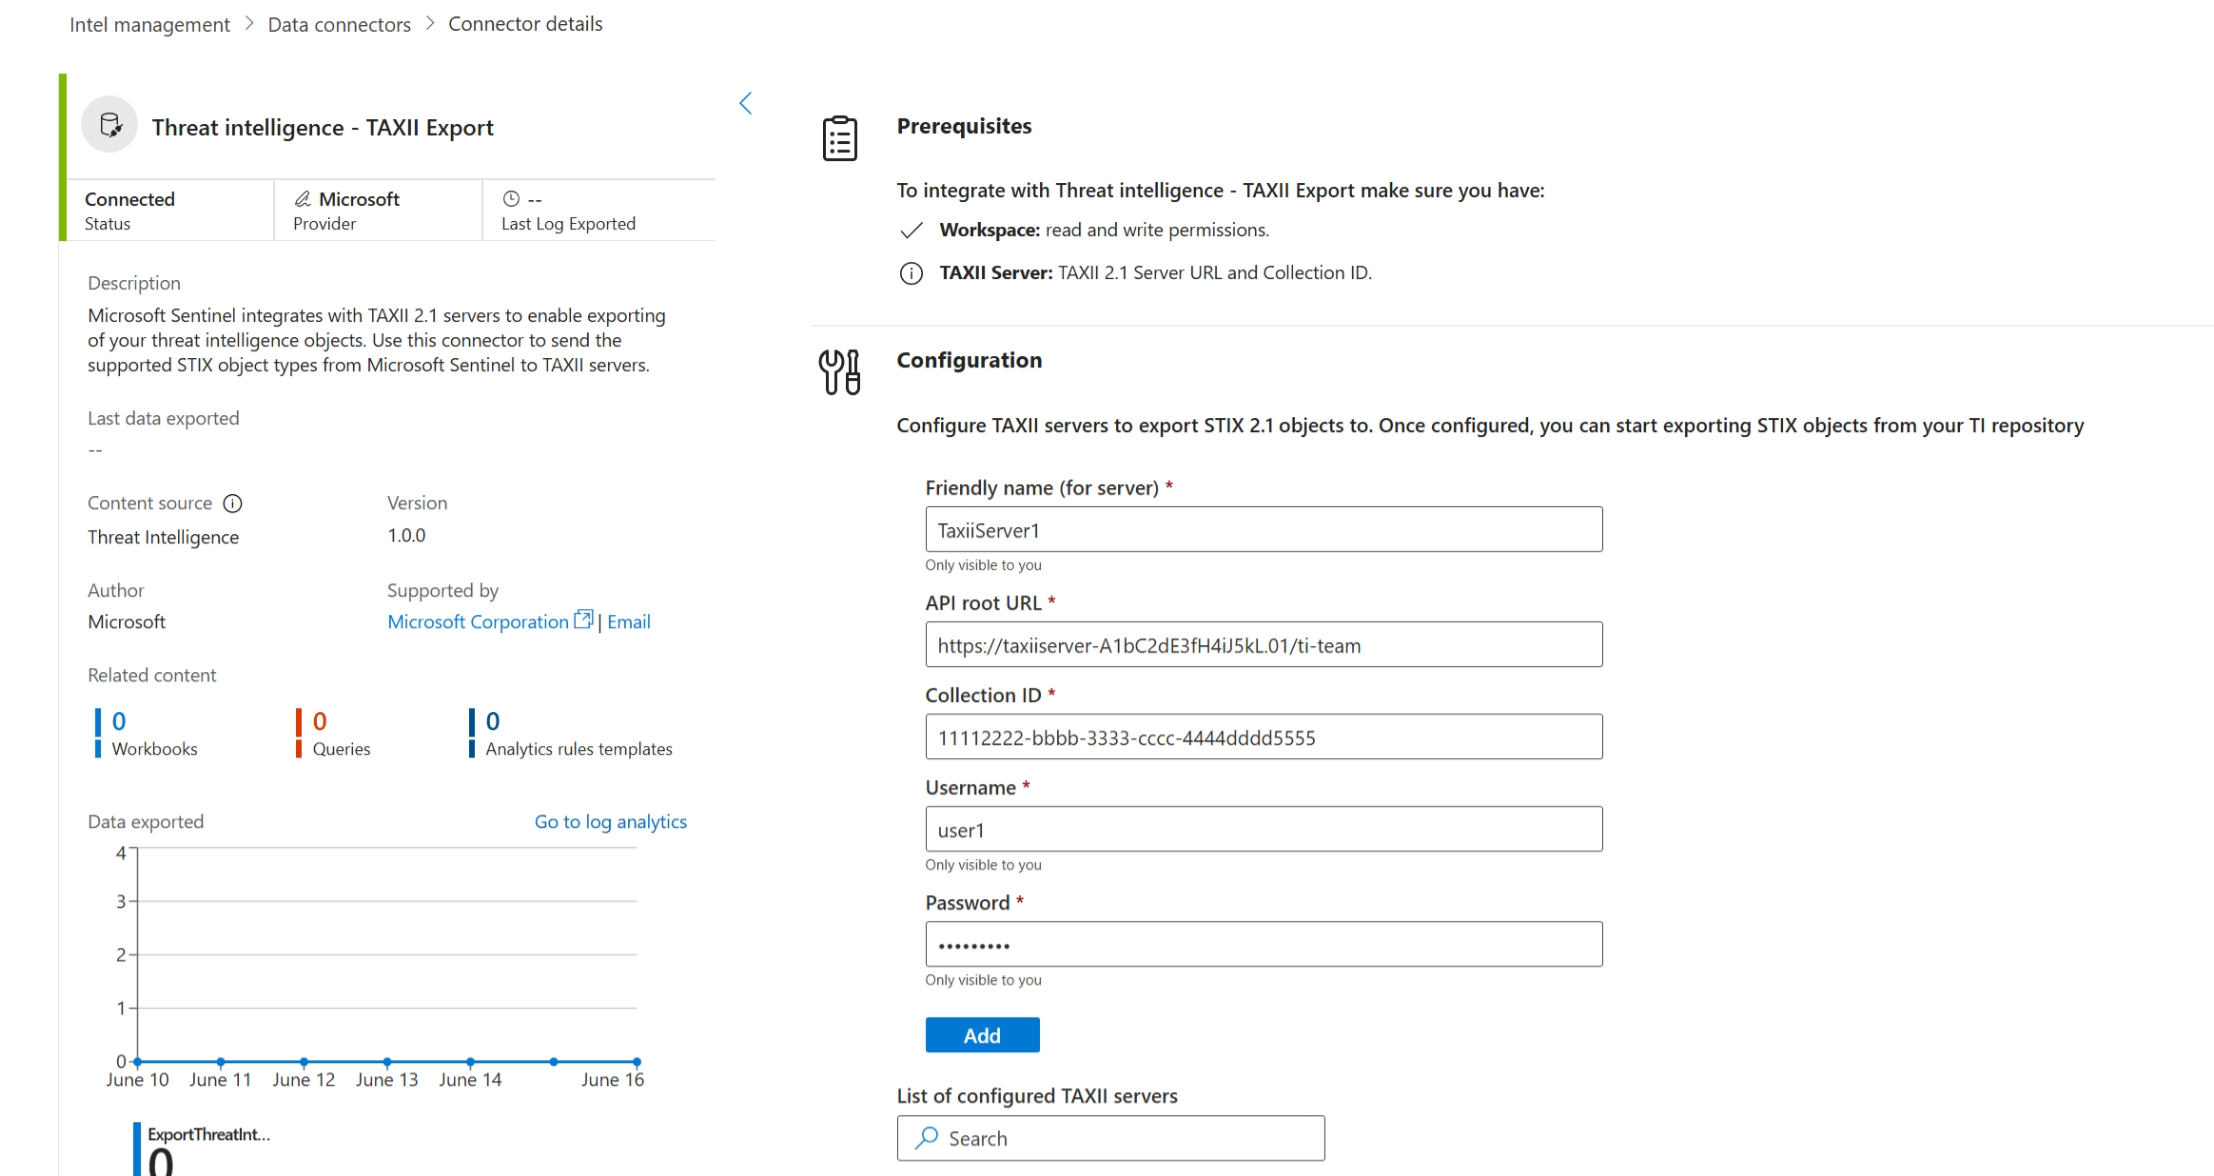 Intel management > Data connectors > Connector details
Threat intelligence - TAXII Export
Connected
Status
Microsoft
Provider
--
Last Log Exported
Description
Microsoft Sentinel integrates with TAXII 2.1 servers to enable exporting
of your threat intelligence objects. Use this connector to send the
supported STIX object types from Microsoft Sentinel to TAXII servers.
Last data exported
--
Content source
Threat Intelligence
Version
1.0.0
Author
Microsoft
Supported by
Microsoft Corporation | Email
Related content
0
Workbooks
0
Queries
0
Analytics rules templates
Data exported
Go to log analytics
4
3
2
1
0
June 10 June 11 June 12 June 13 June 14 June 16
ExportThreatInt...
0
Prerequisites
To integrate with Threat intelligence - TAXII Export make sure you have:
Workspace: read and write permissions.
TAXII Server: TAXII 2.1 Server URL and Collection ID.
Configuration
Configure TAXII servers to export STIX 2.1 objects to. Once configured, you can start exporting STIX objects from your TI repository
Friendly name (for server) *
TaxiiServer1
Only visible to you
API root URL *
https://taxiiserver-A1bC2dE3fH4iJ5kL.01/ti-team
Collection ID *
11112222-bbbb-3333-cccc-4444dddd5555
Username *
user1
Only visible to you
Password *
•••••••••
Only visible to you
Add
List of configured TAXII servers
Search